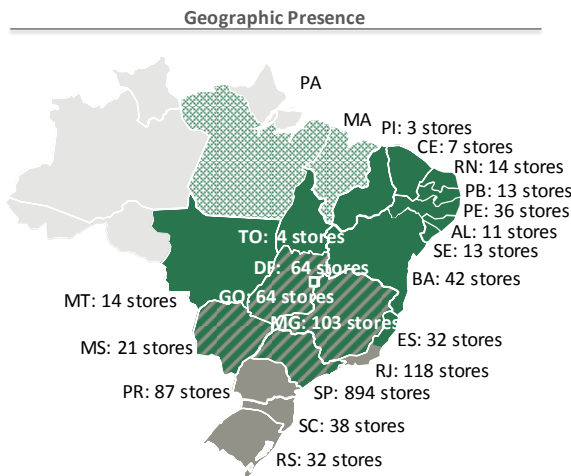 Geographic Presence
PA
MA
PI: 3 stores
CE: 7 stores
RN: 14 stores
PB: 13 stores
PE: 36 stores
AL: 11 stores
SE: 13 stores
TO: 4 stores
DF: 64 stores
BA: 42 stores
MT: 14 stores
GO: 64 stores
MG: 103 stores
ES: 32 stores
MS: 21 stores
RJ: 118 stores
PR: 87 stores
SP: 894 stores
SC: 38 stores
RS: 32 stores